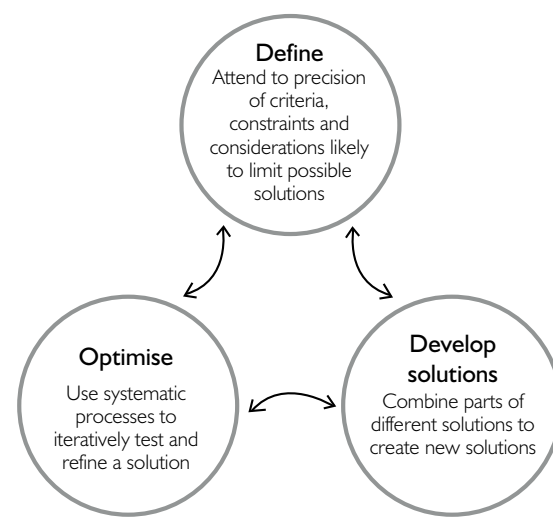 Define
Attend to precision
of criteria,
constraints and
considerations likely
to limit possible
solutions
Optimise
Use systematic
processes to
iteratively test and
refine a solution
Develop
solutions
Combine parts of
different solutions to
create new solutions